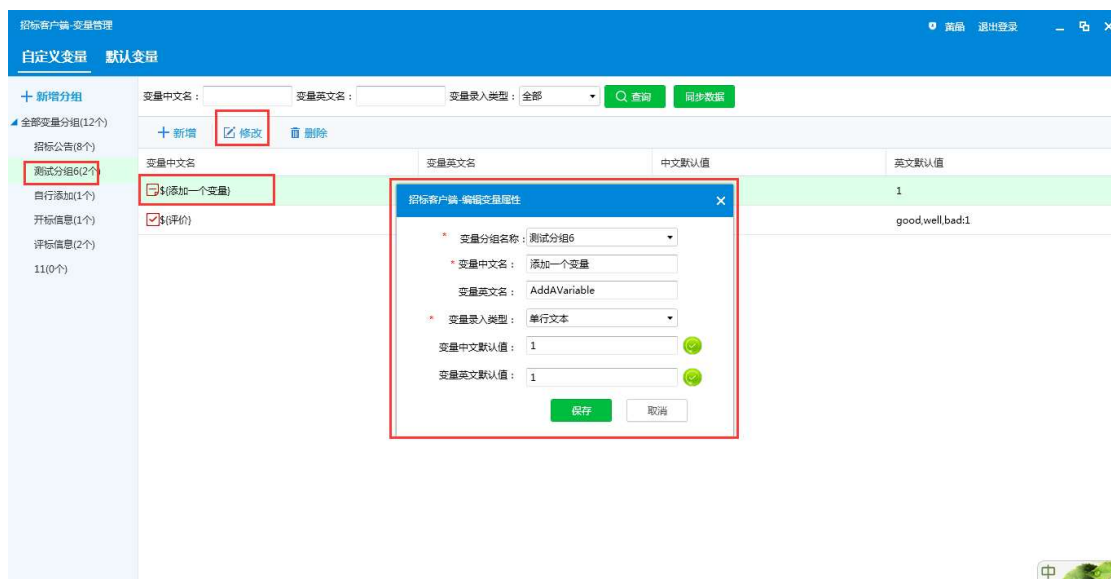 招标客户端-变量管理
黄晶 退出登录
自定义变量 默认变量
新增分组
变量中文名： 变量英文名： 变量录入类型： 全部 查询 同步数据
全部变量分组(12个)
新增 修改 删除
招标公告(8个)
变量中文名 变量英文名 中文默认值 英文默认值
测试分组6(2个)
自行添加(1个)
${添加一个变量} 1
开标信息(1个)
${评价} good,well,bad:1
评标信息(2个)
11(0个)
招标客户端-编辑变量属性
* 变量分组名称： 测试分组6
* 变量中文名： 添加一个变量
变量英文名： AddAVariable
* 变量录入类型： 单行文本
变量中文默认值： 1
变量英文默认值： 1
保存 取消
中